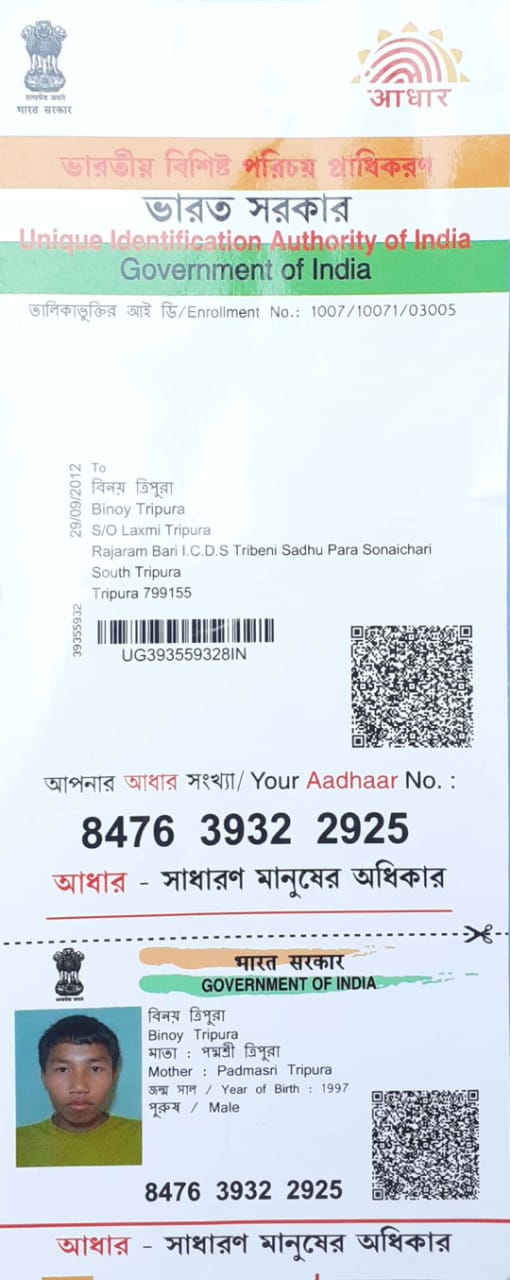 सत्यमेव जयते
भारत सरकार
आधार
ভারতীয় বিশিষ্ট পরিচয় প্রাধিকরণ
ভারত সরকার
Unique Identification Authority of India
Government of India
তালিকাভুক্তির আই ডি/Enrollment No.: 1007/10071/03005
29/09/2012
To
বিনয় ত্রিপুরা
Binoy Tripura
S/O Laxmi Tripura
Rajaram Bari I.C.D.S Tribeni Sadhu Para Sonaichari
South Tripura
Tripura 799155
39355932
UG393559328IN
আপনার আধার সংখ্যা/ Your Aadhaar No. :
8476 3932 2925
আধার - সাধারণ মানুষের অধিকার
भारत सरकार
GOVERNMENT OF INDIA
सत्यमेव जयते
বিনয় ত্রিপুরা
Binoy Tripura
মাতা : পদ্মশ্রী ত্রিপুরা
Mother : Padmasri Tripura
জন্ম সাল / Year of Birth : 1997
পুরুষ / Male
8476 3932 2925
আধার - সাধারণ মানুষের অধিকার